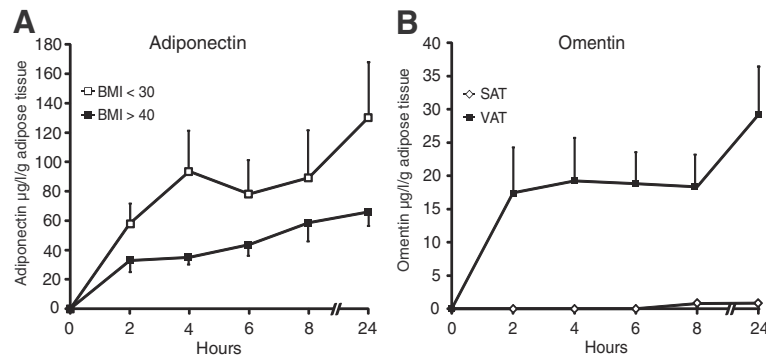 A
Adiponectin
Adiponectin µg/l/g adipose tissue
180
160
140
120
100
80
60
40
20
0
BMI < 30
BMI > 40
0 2 4 6 8 24
Hours
B
Omentin
Omentin µg/l/g adipose tissue
40
35
30
25
20
15
10
5
0
SAT
VAT
0 2 4 6 8 24
Hours